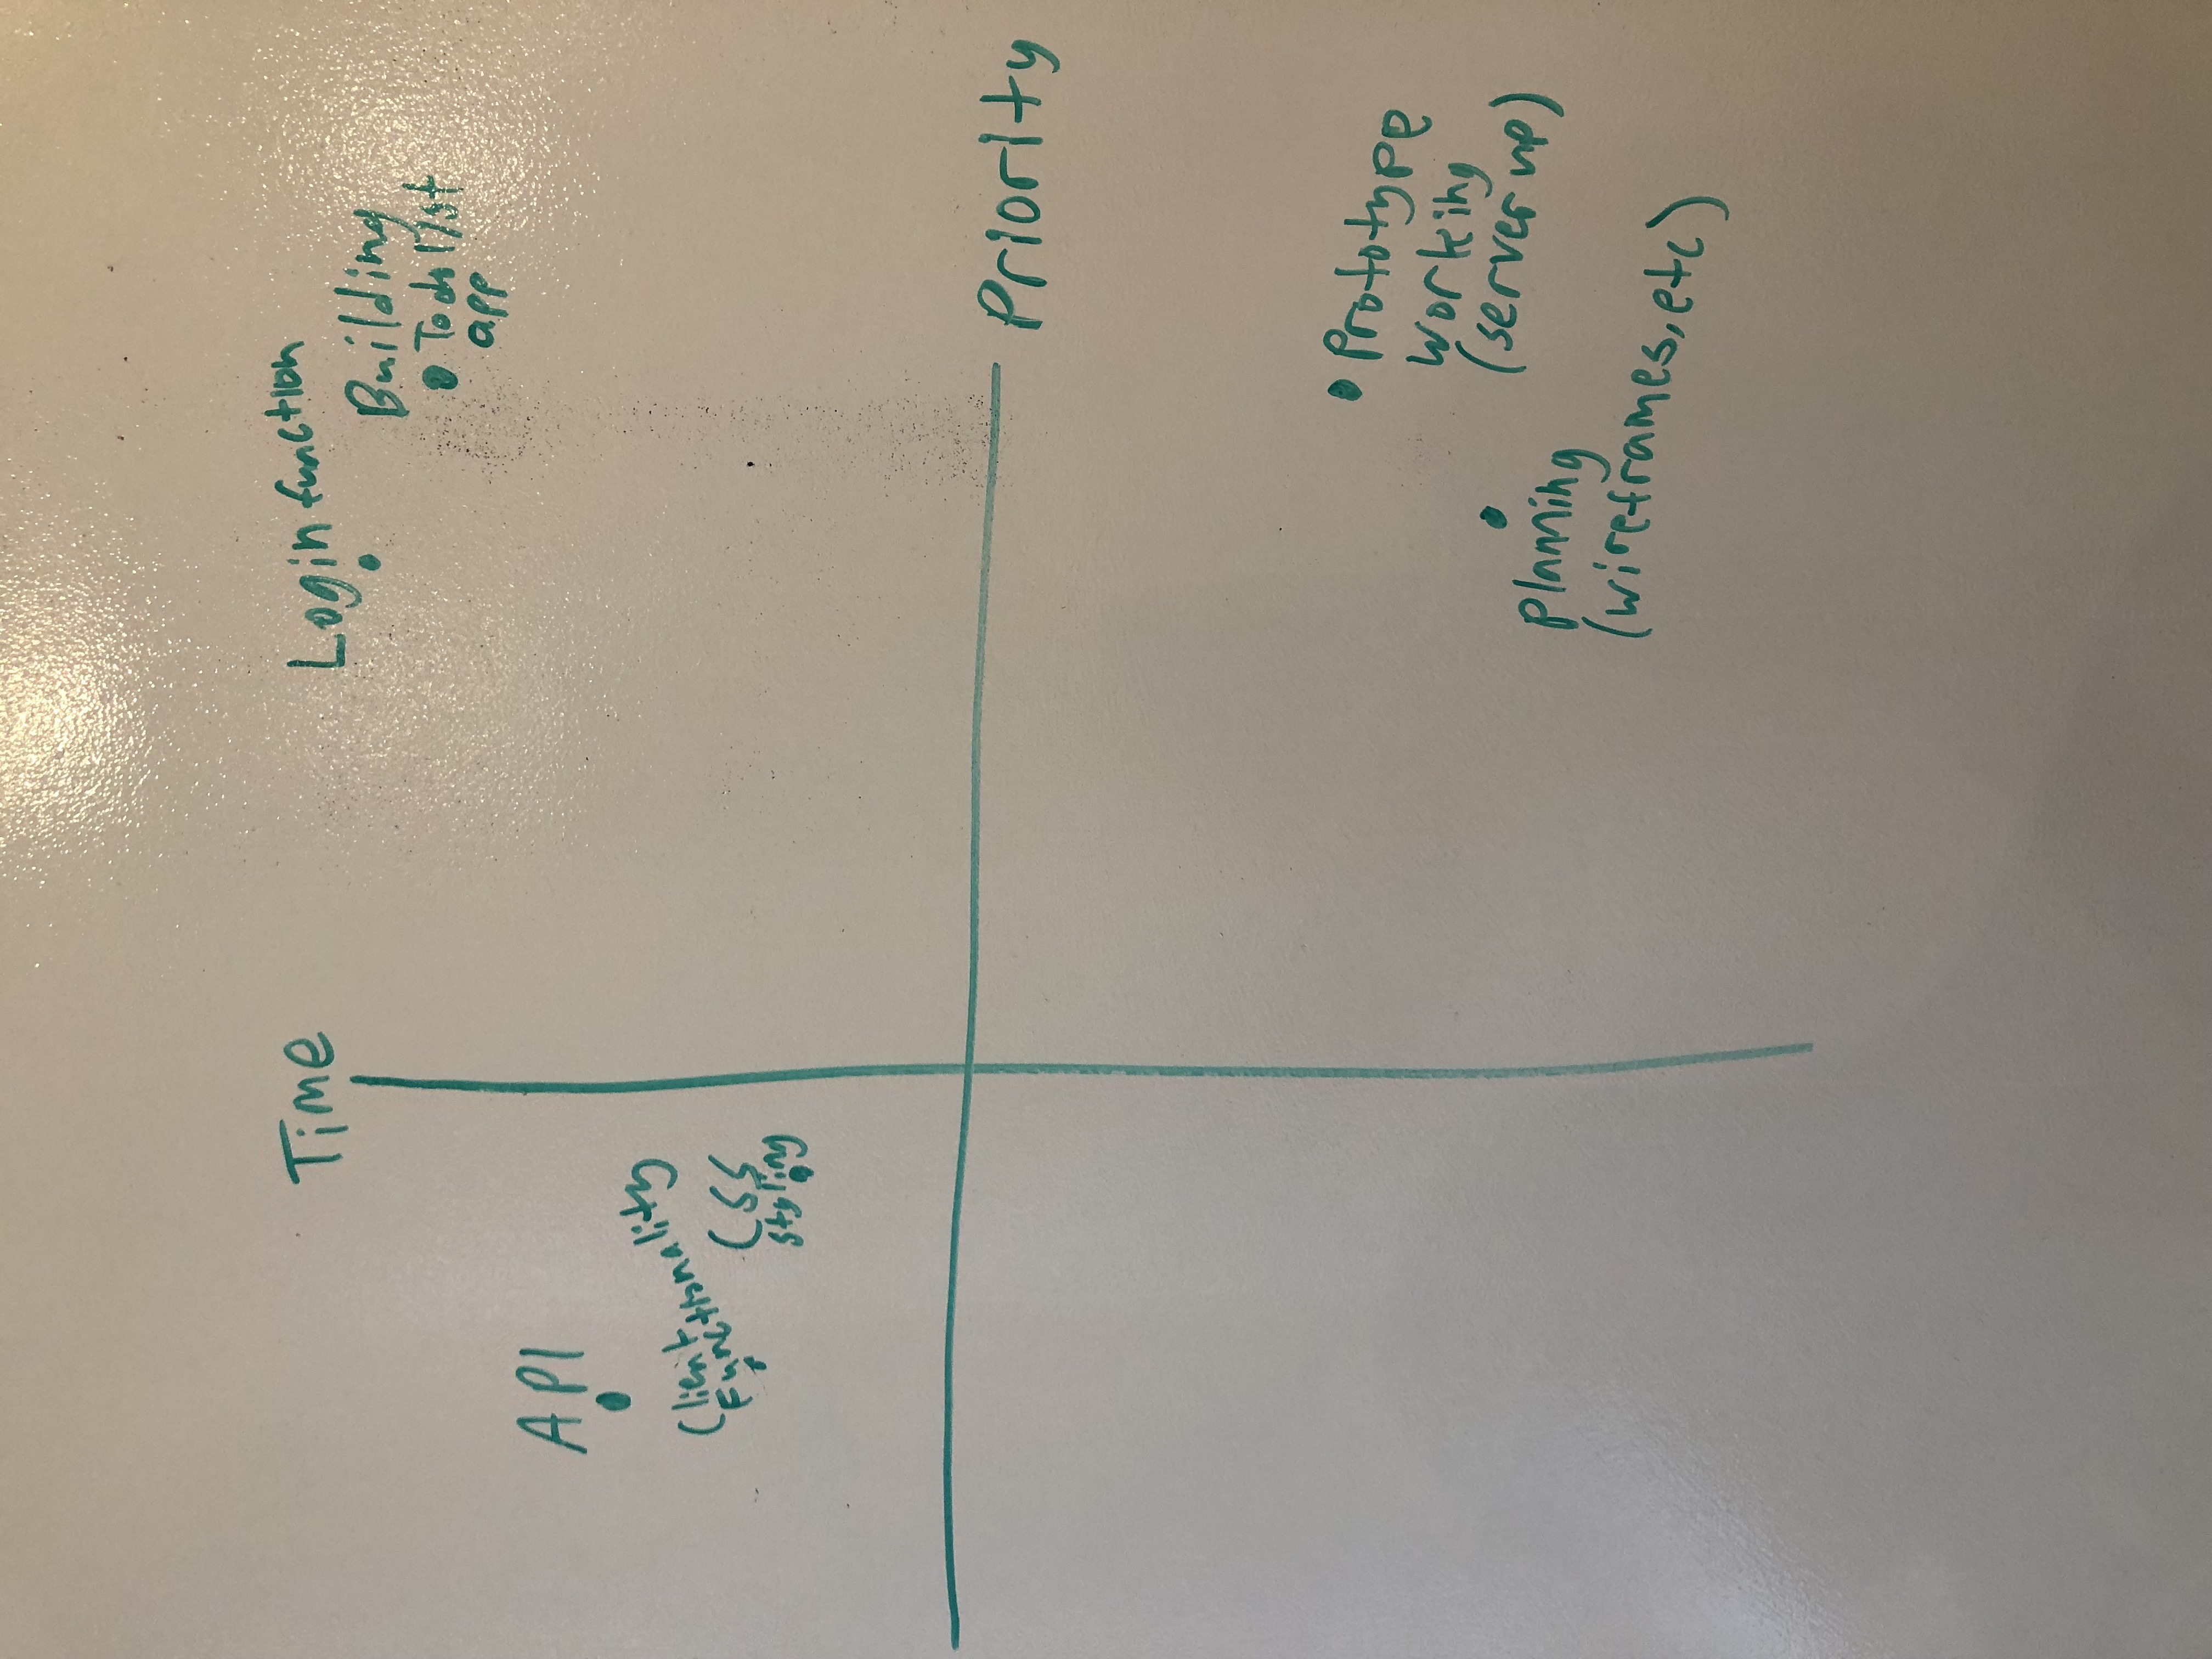 Time
Login function
Building
Todo list
app
API
Client
Functionality
CSS
styling
Priority
Prototype
working
(server up)
Planning
(wireframes, etc)